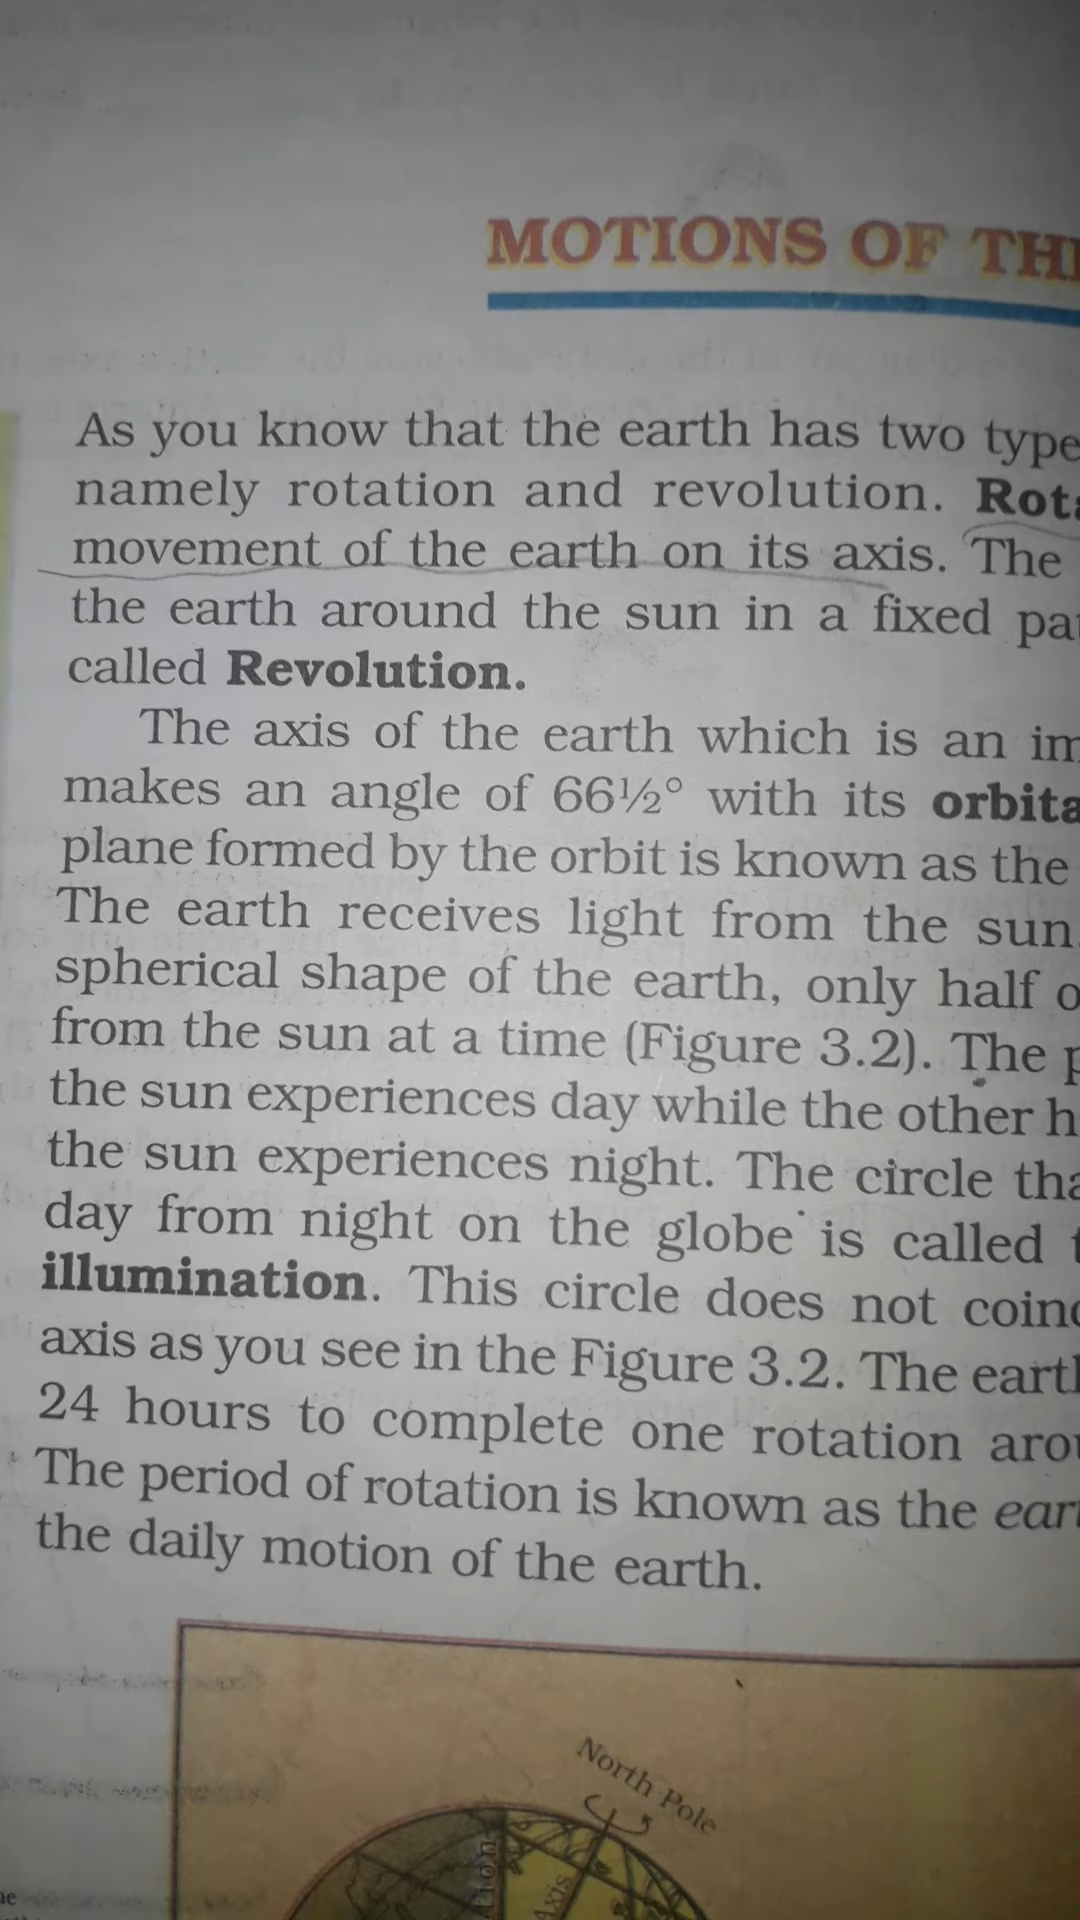 MOTIONS OF TH
As you know that the earth has two type
namely rotation and revolution. Rota
movement of the earth on its axis. The
the earth around the sun in a fixed pa
called Revolution.
The axis of the earth which is an im
makes an angle of 66½° with its orbita
plane formed by the orbit is known as the
The earth receives light from the sun.
spherical shape of the earth, only half o
from the sun at a time (Figure 3.2). The p
the sun experiences day while the other h
the sun experiences night. The circle tha
day from night on the globe is called t
illumination. This circle does not coinc
axis as you see in the Figure 3.2. The earth
24 hours to complete one rotation arou
The period of rotation is known as the ear
the daily motion of the earth.
North Pole
Axis